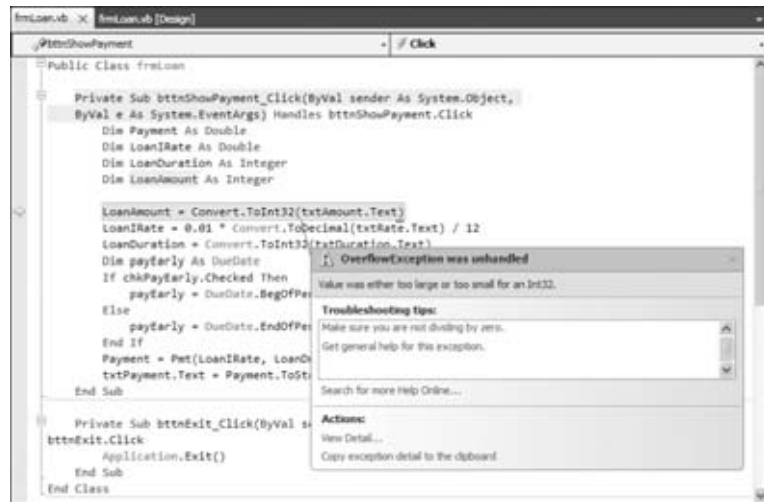 frmLoan.vb
frmLoan.vb [Design]
bttnShowPayment
Click
Public Class frmLoan
Private Sub bttnShowPayment_Click(ByVal sender As System.Object,
ByVal e As System.EventArgs) Handles bttnShowPayment.Click
Dim Payment As Double
Dim LoanIRate As Double
Dim LoanDuration As Integer
Dim LoanAmount As Integer
LoanAmount = Convert.ToInt32(txtAmount.Text)
LoanIRate = 0.01 * Convert.ToDecimal(txtRate.Text) / 12
LoanDuration = Convert.ToInt32(txtDuration.Text)
Dim payEarly As DueDate
If chkPayEarly.Checked Then
payEarly = DueDate.BegOfPe
Else
payEarly = DueDate.EndOfPe
End If
Payment = Pmt(LoanIRate, LoanD
txtPayment.Text = Payment.ToSt
End Sub
Private Sub bttnExit_Click(ByVal s
bttnExit.Click
Application.Exit()
End Sub
End Class
OverflowException was unhandled
Value was either too large or too small for an Int32.
Troubleshooting tips:
Make sure you are not dividing by zero.
Get general help for this exception.
Search for more Help Online...
Actions:
View Detail...
Copy exception detail to the clipboard